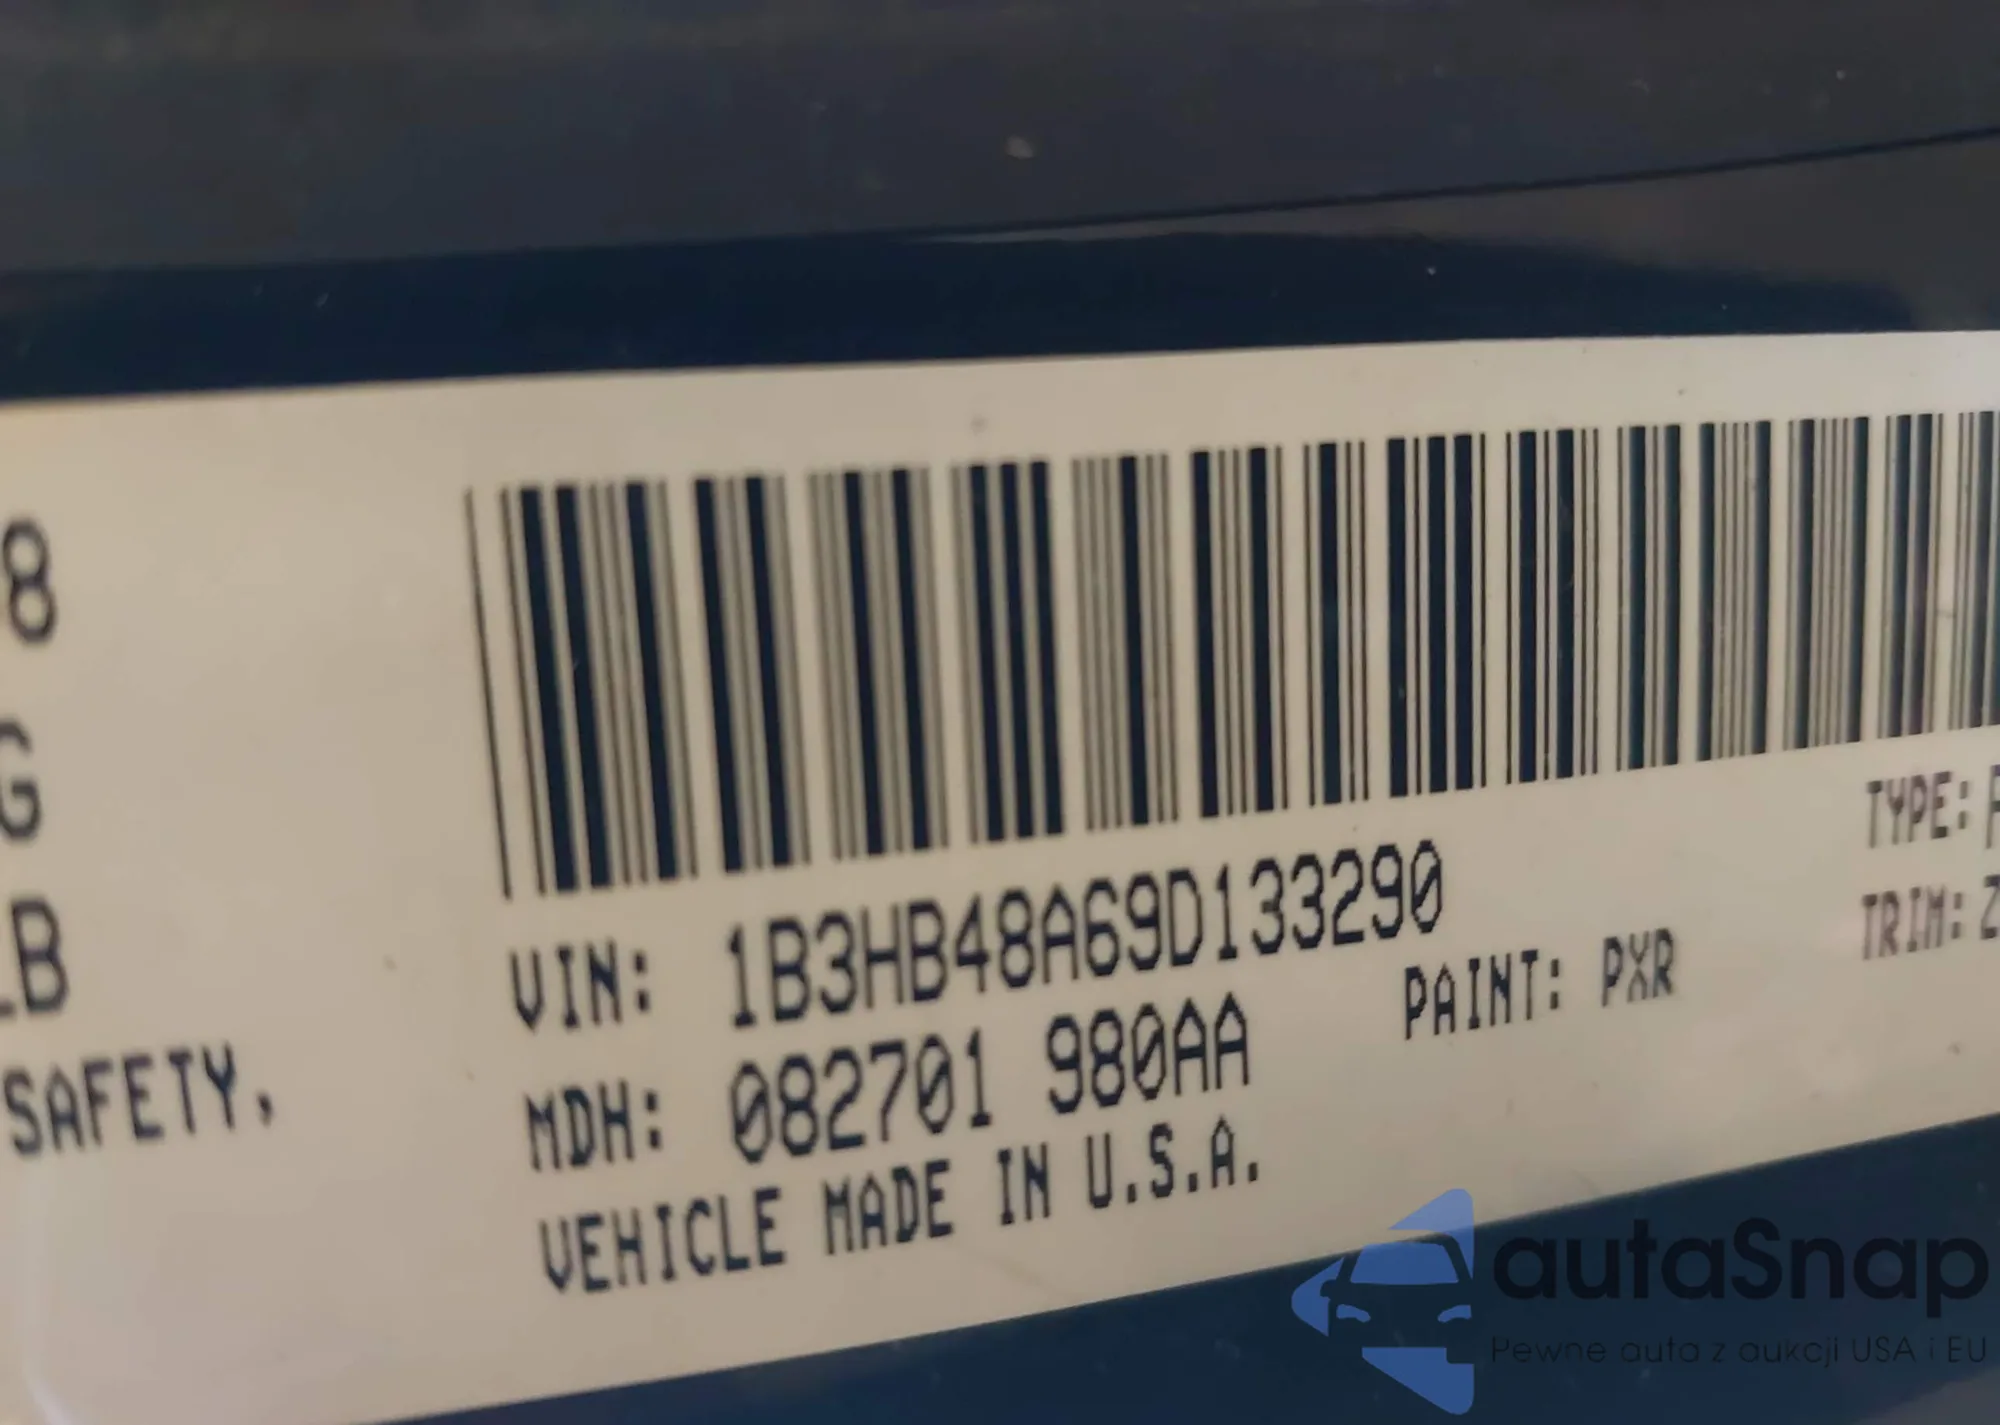 8
G
LB
SAFETY,
VIN: 1B3HB48A69D133290
MDH: 082701 980AA
PAINT: PXR
VEHICLE MADE IN U.S.A.
TYPE:
TRIM: Z
autaSnap
Pewne auta z aukcji USA i EU